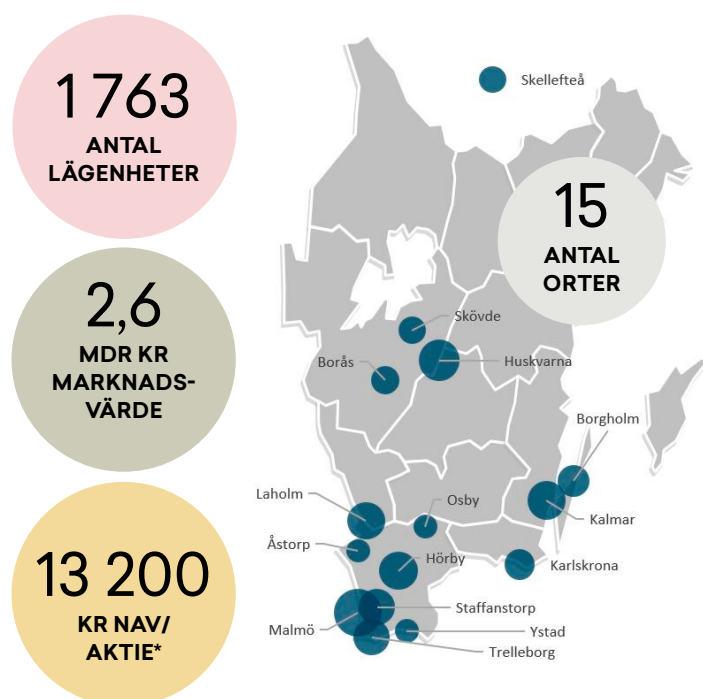 1 763
ANTAL
LÄGENHETER
2,6
MDR KR
MARKNADS-
VÄRDE
13 200
KR NAV/
AKTIE*
Skellefteå
15
ANTAL
ORTER
Skövde
Borås
Huskvarna
Borgholm
Laholm
Osby
Kalmar
Åstorp
Hörby
Karlskrona
Staffanstorp
Malmö
Ystad
Trelleborg